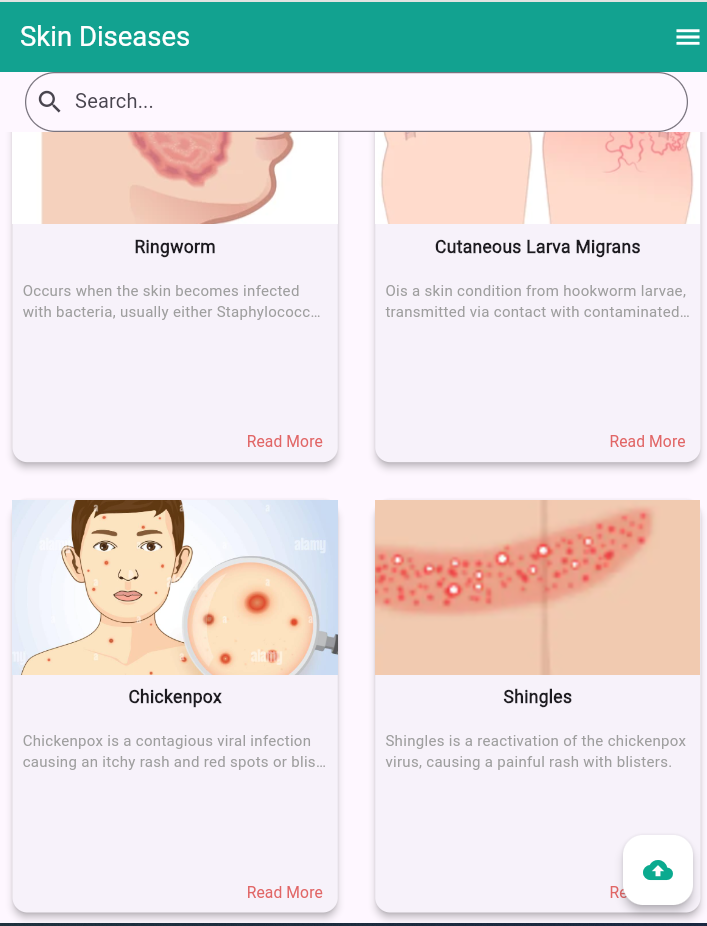 Skin Diseases
Search...
Ringworm
Occurs when the skin becomes infected
with bacteria, usually either Staphylococc...
Read More
Cutaneous Larva Migrans
Ois a skin condition from hookworm larvae,
transmitted via contact with contaminated...
Read More
alamy
alamy
Chickenpox
Chickenpox is a contagious viral infection
causing an itchy rash and red spots or blis...
Read More
Shingles
Shingles is a reactivation of the chickenpox
virus, causing a painful rash with blisters.
Re